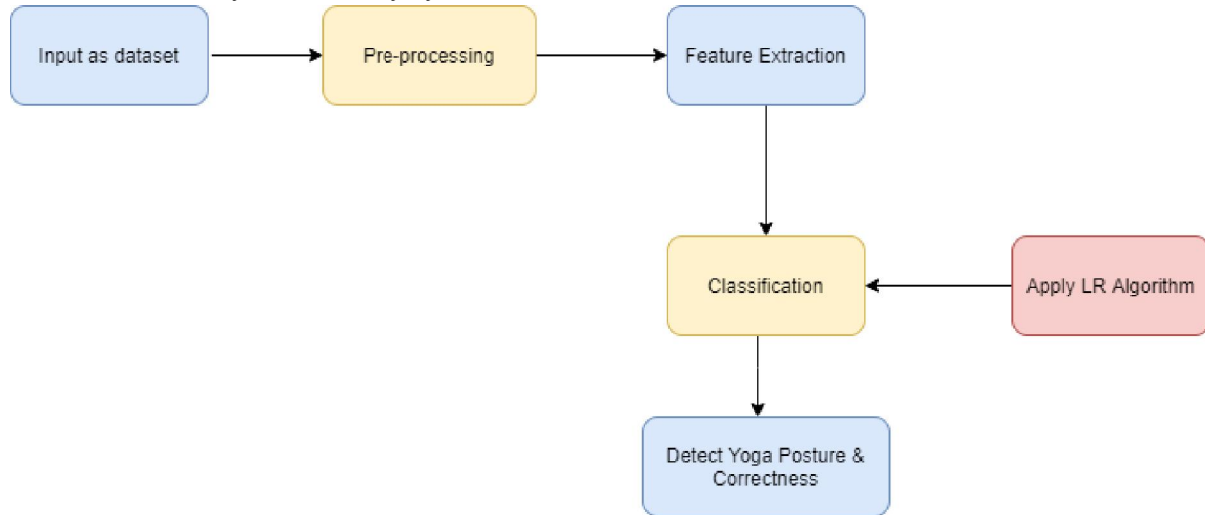 Input as dataset
Pre-processing
Feature Extraction
Classification
Apply LR Algorithm
Detect Yoga Posture &
Correctness